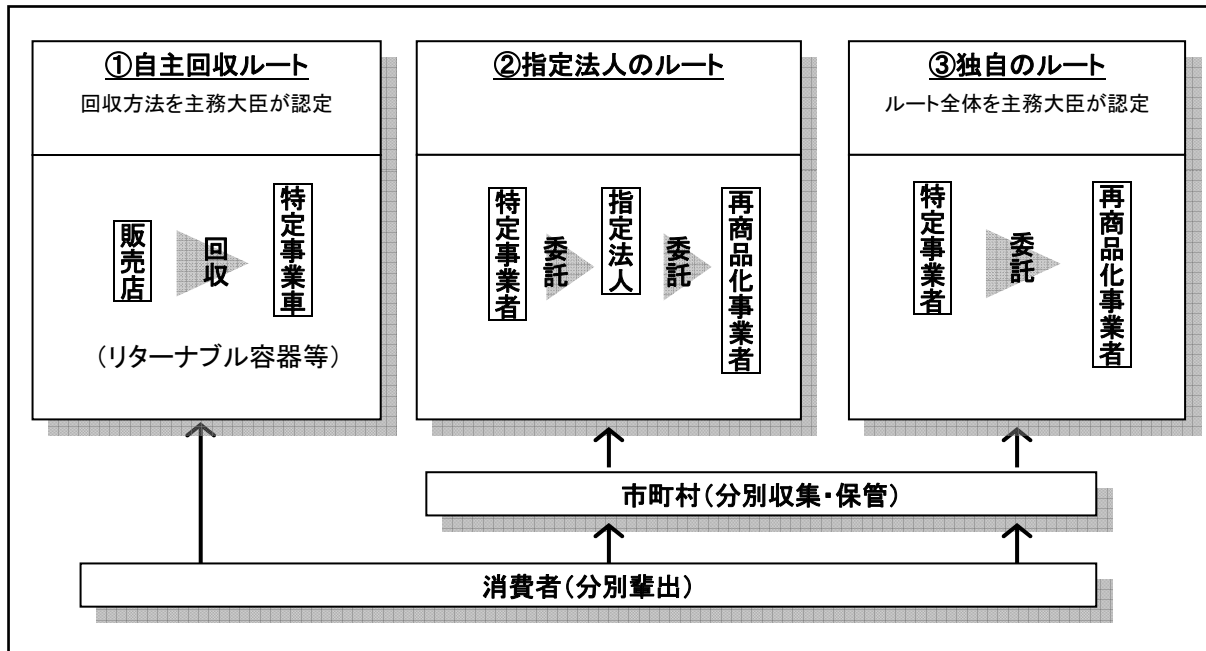 ①自主回収ルート
回収方法を主務大臣が認定
販売店
回収
特定事業車
（リターナブル容器等）
②指定法人のルート
特定事業者
委託
指定法人
委託
再商品化事業者
③独自のルート
ルート全体を主務大臣が認定
特定事業者
委託
再商品化事業者
市町村（分別収集・保管）
消費者（分別輩出）